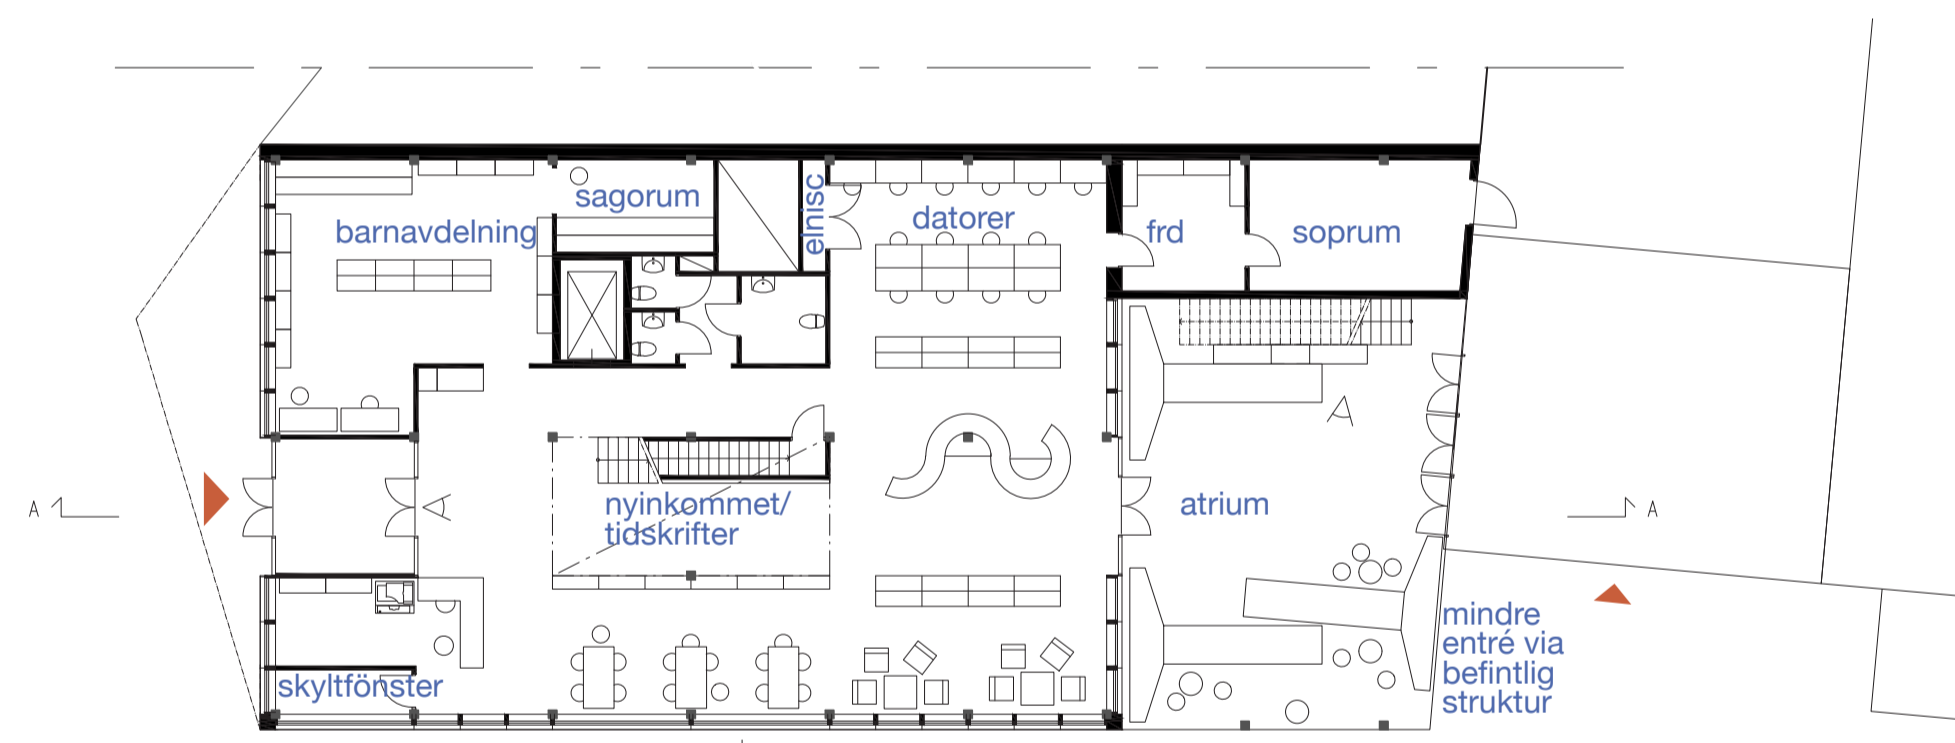 sagorum
elnisc
barnavdelning
datorer
frd
soprum
A
nyinkommet/
tidskrifter
atrium
A
mindre
entré via
befintlig
struktur
skyltfönster